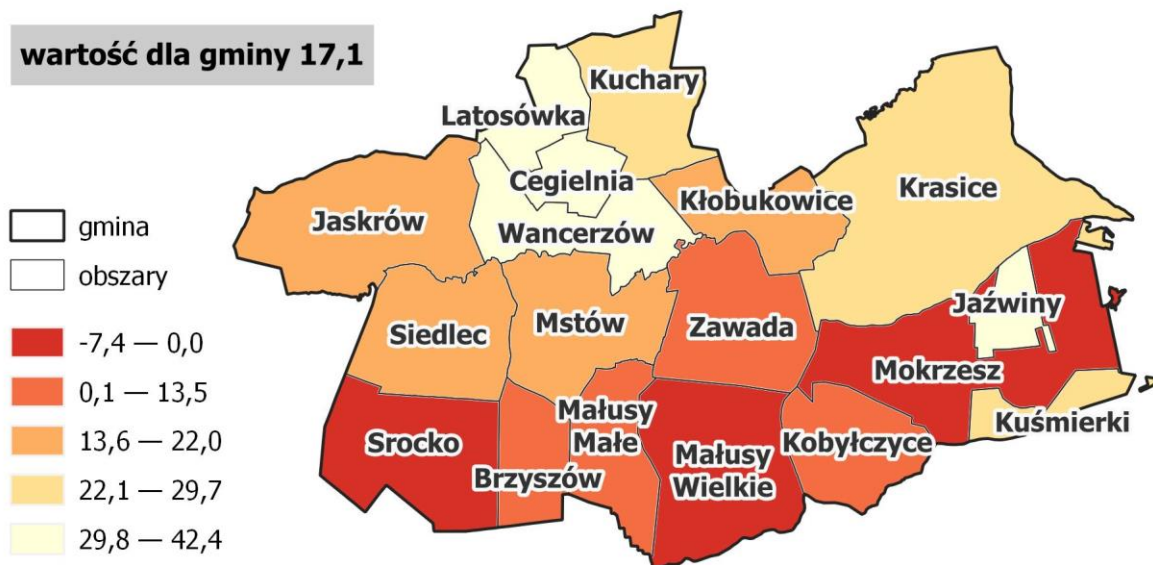 wartość dla gminy 17,1
Kuchary
Latosówka
Cegielnia
Kłobukowice
Krasice
Jaskrów
Wancerzów
gmina
obszary
Jaźwiny
Siedlec
Mstów
Zawada
-7,4 — 0,0
Mokrzesz
0,1 — 13,5
Małusy
Małe
Kuśmierki
13,6 — 22,0
Srocko
Kobyłczyce
Małusy
Wielkie
Brzyszów
22,1 — 29,7
29,8 — 42,4